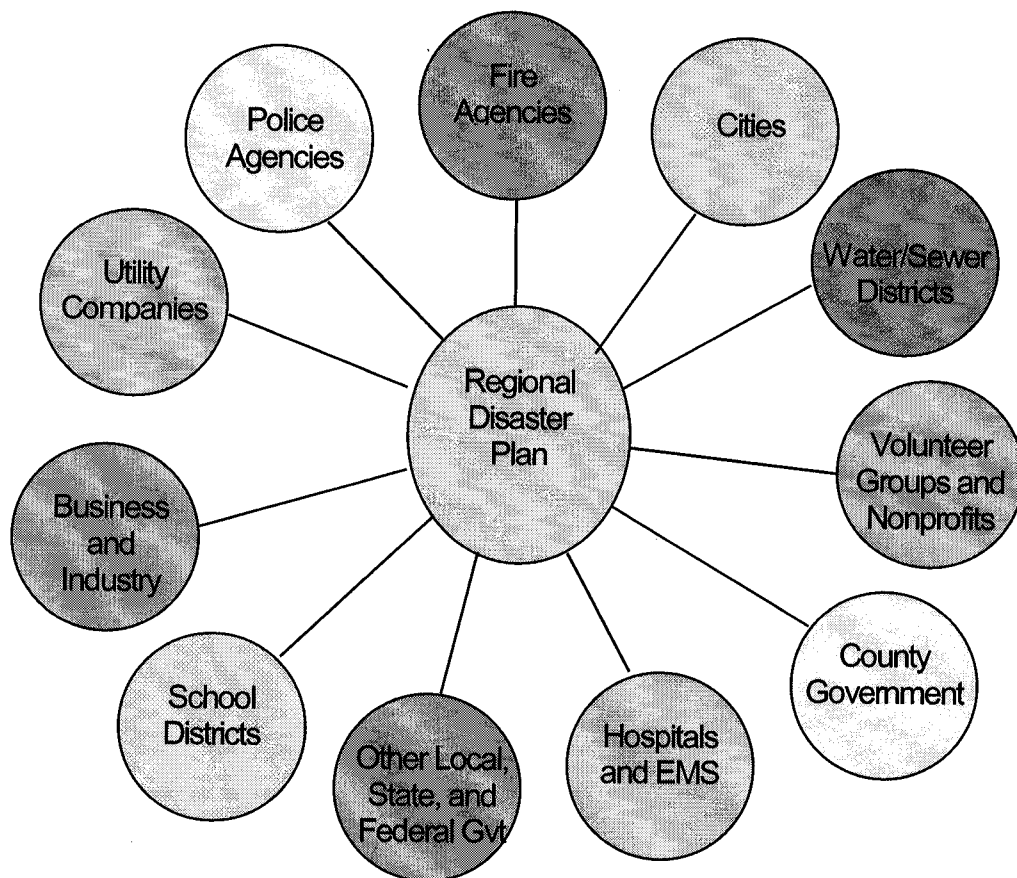 Fire
Agencies
Cities
Police
Agencies
Water/Sewer
Districts
Utility
Companies
Regional
Disaster
Plan
Volunteer
Groups and
Nonprofits
Business
and
Industry
County
Government
School
Districts
Hospitals
and EMS
Other Local,
State, and
Federal Gvt